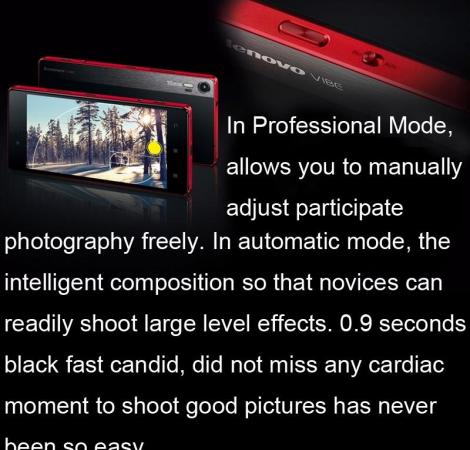 lenovo VIBE
In Professional Mode,
allows you to manually
adjust participate
photography freely. In automatic mode, the
intelligent composition so that novices can
readily shoot large level effects. 0.9 seconds
black fast candid, did not miss any cardiac
moment to shoot good pictures has never
been so easy